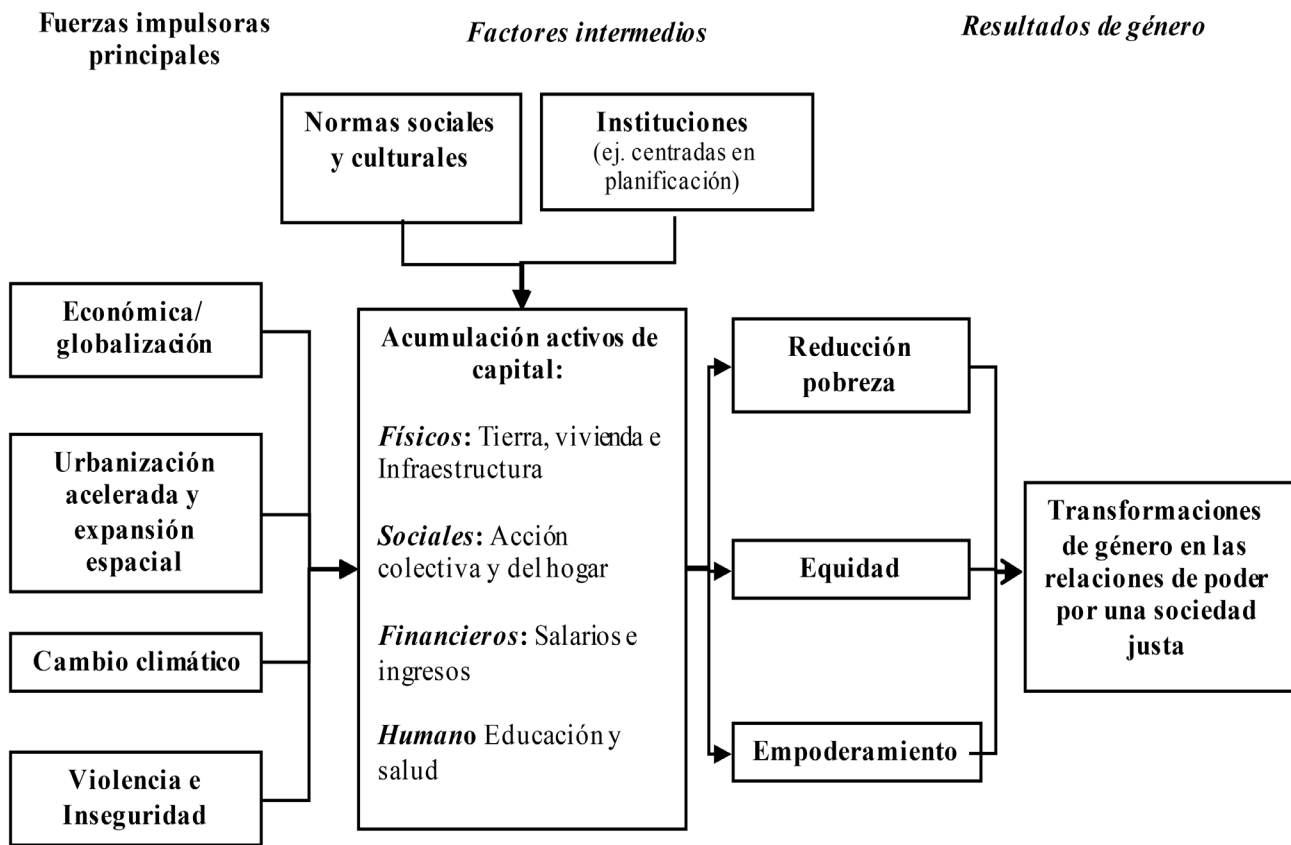 Fuerzas impulsoras
principales
Factores intermedios
Resultados de género
Normas sociales
y culturales
Instituciones
(ej. centradas en
planificación)
Económica/
globalización
Urbanización
acelerada y
expansión
espacial
Cambio climático
Violencia e
Inseguridad
Acumulación activos de
capital:
Físicos: Tierra, vivienda e
Infraestructura
Sociales: Acción
colectiva y del hogar
Financieros: Salarios e
ingresos
Humano Educación y
salud
Reducción
pobreza
Equidad
Empoderamiento
Transformaciones
de género en las
relaciones de poder
por una sociedad
justa